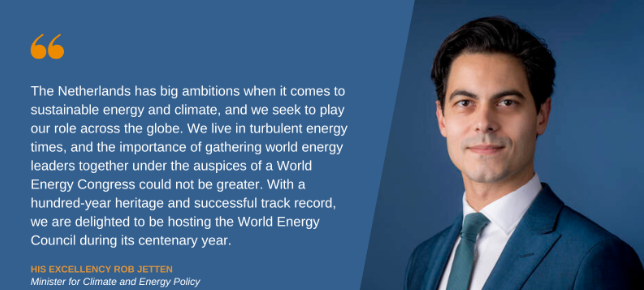 “
The Netherlands has big ambitions when it comes to
sustainable energy and climate, and we seek to play
our role across the globe. We live in turbulent energy
times, and the importance of gathering world energy
leaders together under the auspices of a World
Energy Congress could not be greater. With a
hundred-year heritage and successful track record,
we are delighted to be hosting the World Energy
Council during its centenary year.
HIS EXCELLENCY ROB JETTEN
Minister for Climate and Energy Policy